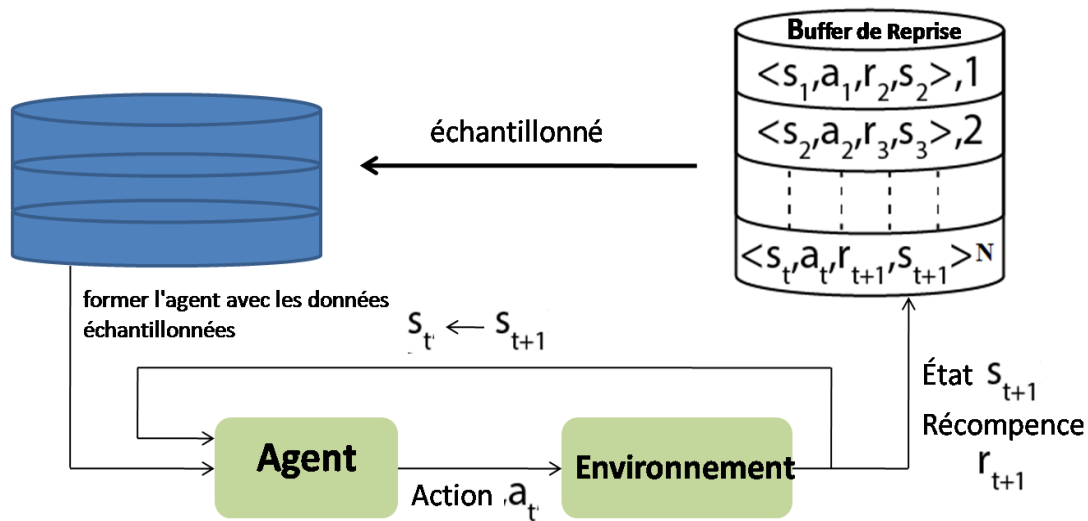 Buffer de Reprise
<s1,a1,r2,s2>,1
<s2,a2,r3,s3>,2
<st,at,rt+1,st+1>N
échantillonné
former l'agent avec les données
échantillonnées
st ← st+1
État st+1
Récompence
rt+1
Agent
Environnement
Action at